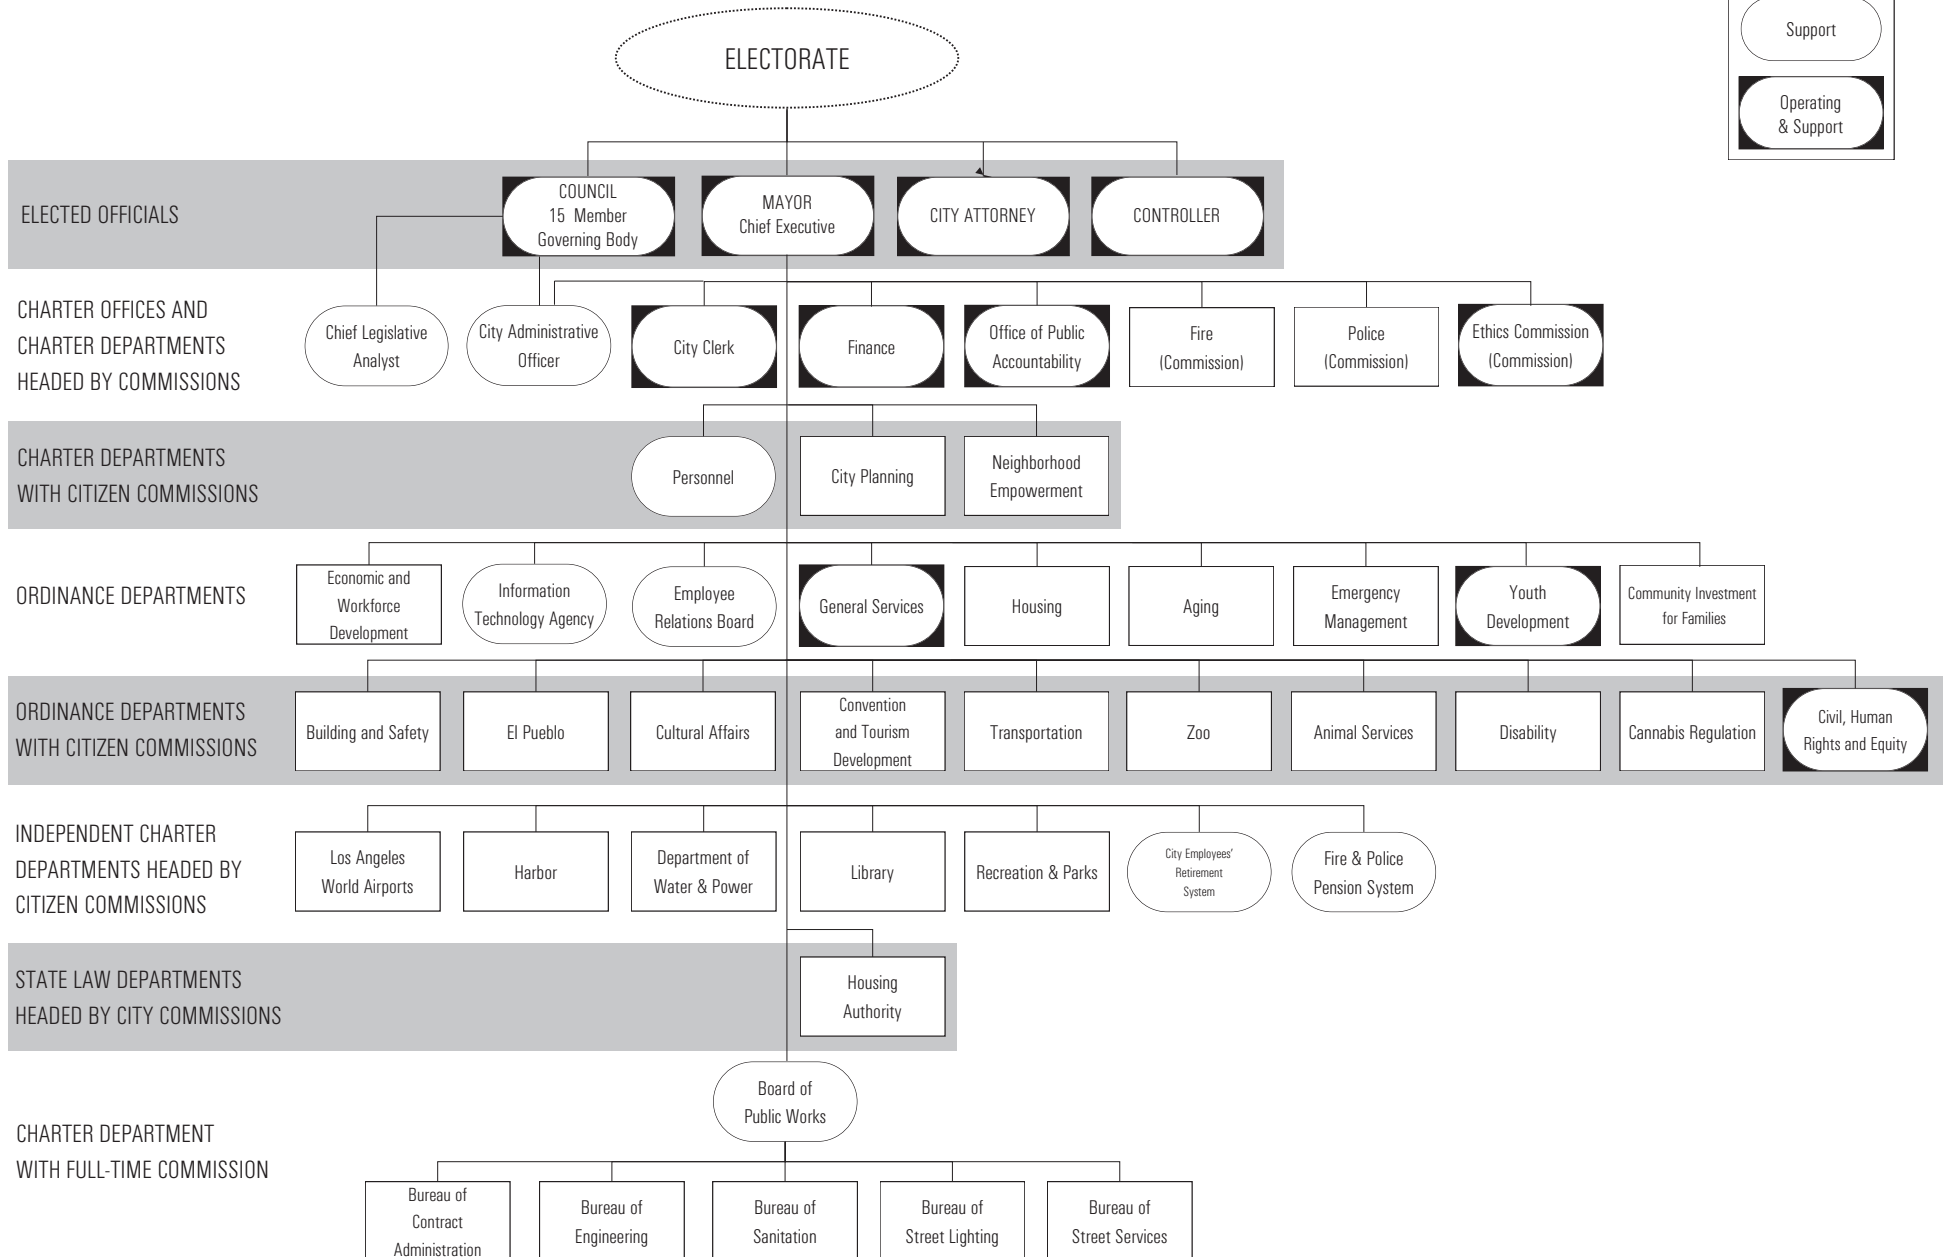 Support
Operating
& Support
ELECTORATE
ELECTED OFFICIALS
COUNCIL
15 Member
Governing Body
MAYOR
Chief Executive
CITY ATTORNEY
CONTROLLER
CHARTER OFFICES AND
CHARTER DEPARTMENTS
HEADED BY COMMISSIONS
Chief Legislative
Analyst
City Administrative
Officer
City Clerk
Finance
Office of Public
Accountability
Fire
(Commission)
Police
(Commission)
Ethics Commission
(Commission)
CHARTER DEPARTMENTS
WITH CITIZEN COMMISSIONS
Personnel
City Planning
Neighborhood
Empowerment
ORDINANCE DEPARTMENTS
Economic and
Workforce
Development
Information
Technology Agency
Employee
Relations Board
General Services
Housing
Aging
Emergency
Management
Youth
Development
Community Investment
for Families
ORDINANCE DEPARTMENTS
WITH CITIZEN COMMISSIONS
Building and Safety
El Pueblo
Cultural Affairs
Convention
and Tourism
Development
Transportation
Zoo
Animal Services
Disability
Cannabis Regulation
Civil, Human
Rights and Equity
INDEPENDENT CHARTER
DEPARTMENTS HEADED BY
CITIZEN COMMISSIONS
Los Angeles
World Airports
Harbor
Department of
Water & Power
Library
Recreation & Parks
City Employees'
Retirement
System
Fire & Police
Pension System
STATE LAW DEPARTMENTS
HEADED BY CITY COMMISSIONS
Housing
Authority
CHARTER DEPARTMENT
WITH FULL-TIME COMMISSION
Board of
Public Works
Bureau of
Contract
Administration
Bureau of
Engineering
Bureau of
Sanitation
Bureau of
Street Lighting
Bureau of
Street Services